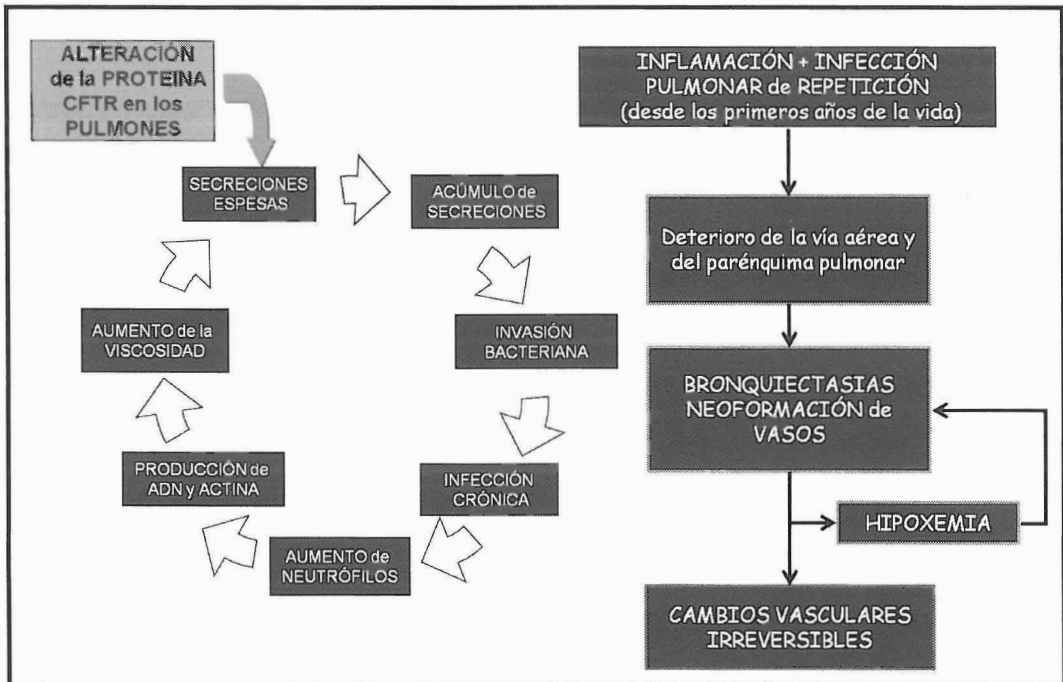 ALTERACIÓN
de la PROTEINA
CFTR en los
PULMONES
SECRECIONES
ESPESAS
ACÚMULO de
SECRECIONES
INVASIÓN
BACTERIANA
INFECCIÓN
CRÓNICA
AUMENTO de
NEUTRÓFILOS
PRODUCCIÓN de
ADN y ACTINA
AUMENTO de la
VISCOSIDAD
INFLAMACIÓN + INFECCIÓN
PULMONAR de REPETICIÓN
(desde los primeros años de la vida)
Deterioro de la vía aérea y
del parénquima pulmonar
BRONQUIECTASIAS
NEOFORMACIÓN de
VASOS
HIPOXEMIA
CAMBIOS VASCULARES
IRREVERSIBLES